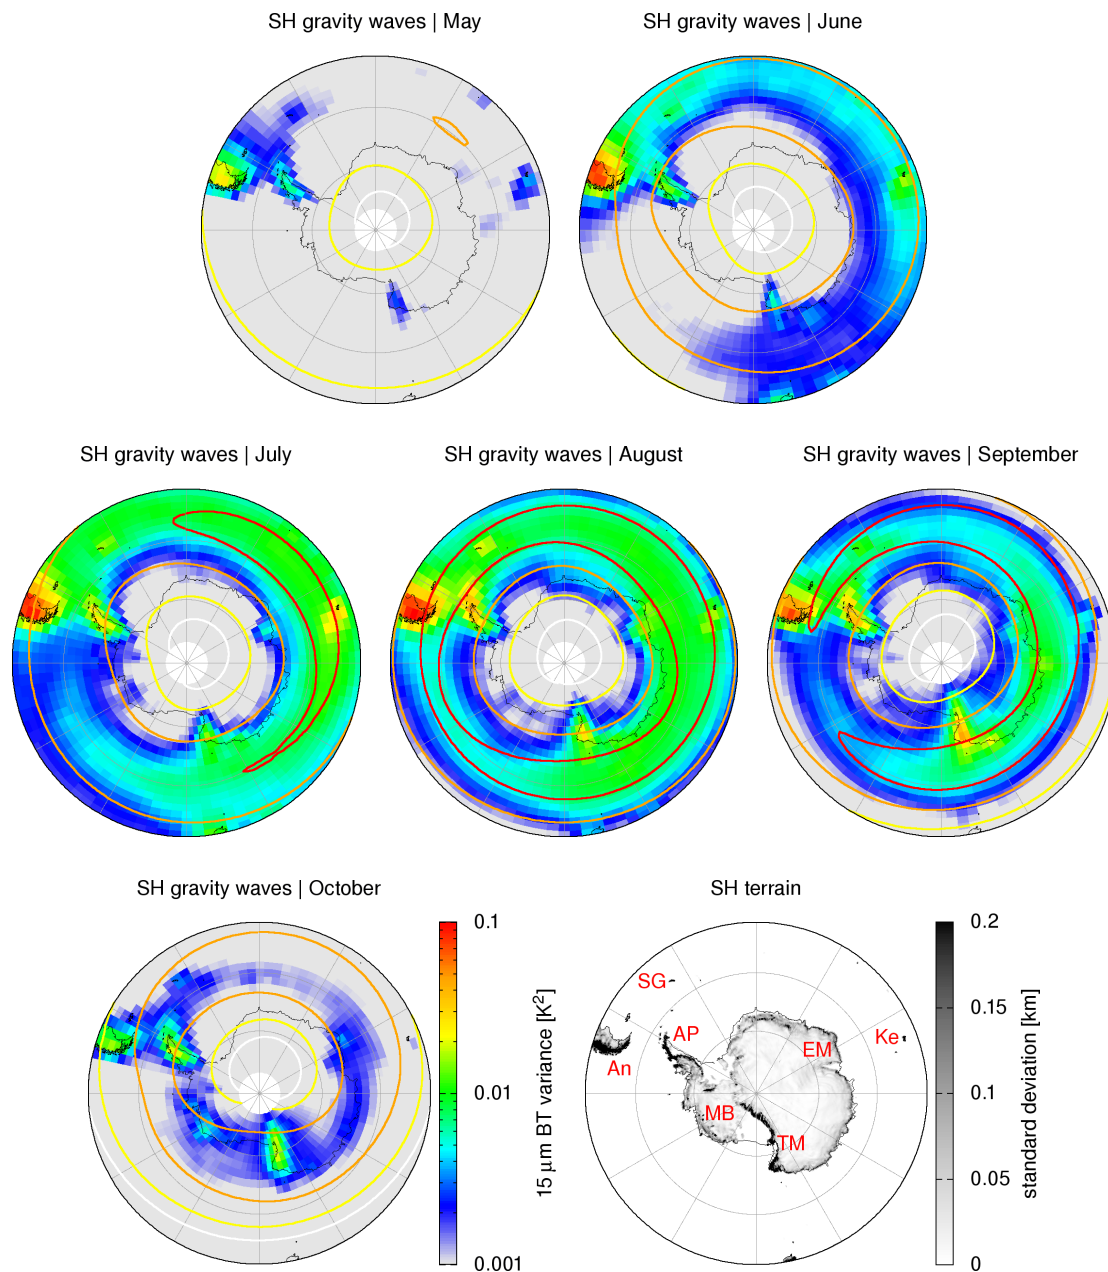 SH gravity waves | May
SH gravity waves | June
SH gravity waves | July
SH gravity waves | August
SH gravity waves | September
SH gravity waves | October
0.1
0.01
0.001
15 μm BT variance [K²]
SH terrain
SG
AP
An
EM
Ke
MB
TM
0.2
0.15
0.1
0.05
0
standard deviation [km]